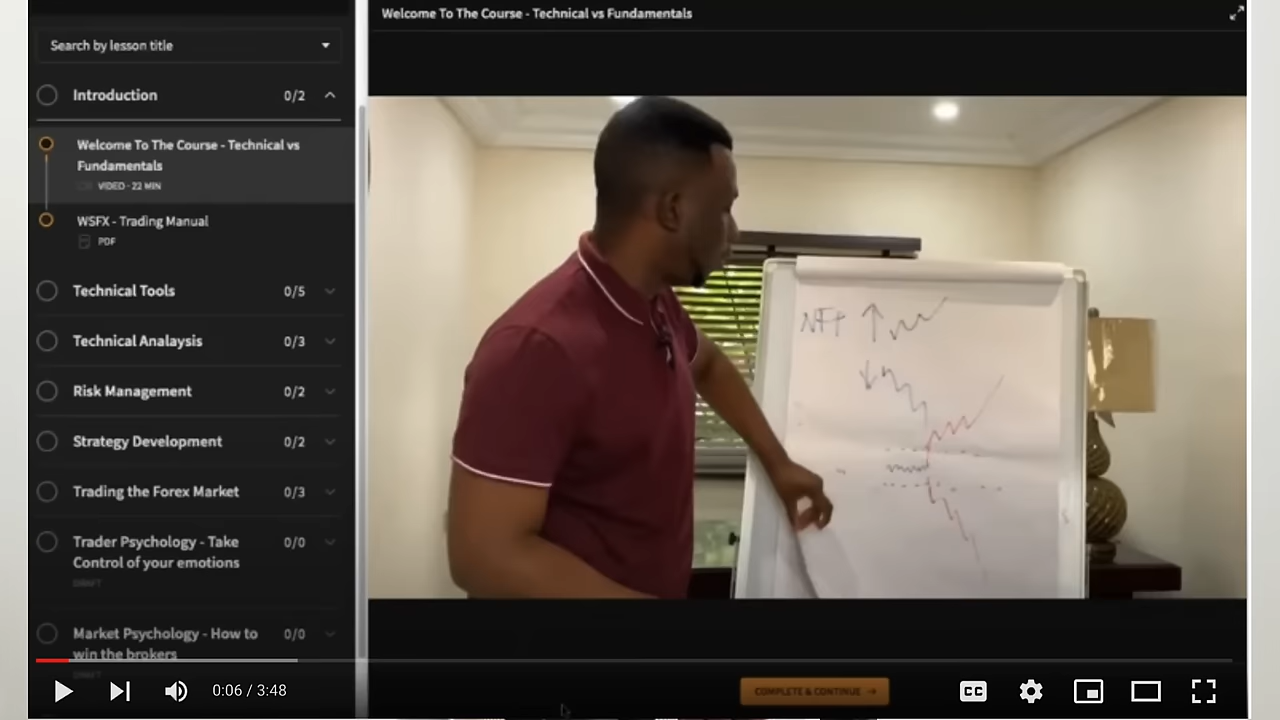 Search by lesson title
Introduction 0/2
Welcome To The Course - Technical vs
Fundamentals
VIDEO · 22 MIN
WSFX - Trading Manual
PDF
Technical Tools 0/5
Technical Analaysis 0/3
Risk Management 0/2
Strategy Development 0/2
Trading the Forex Market 0/3
Trader Psychology - Take 0/0
Control of your emotions
DRAFT
Market Psychology - How to 0/0
win the brokers
DRAFT
Welcome To The Course - Technical vs Fundamentals
NFP
COMPLETE & CONTINUE →
0:06 / 3:48
CC